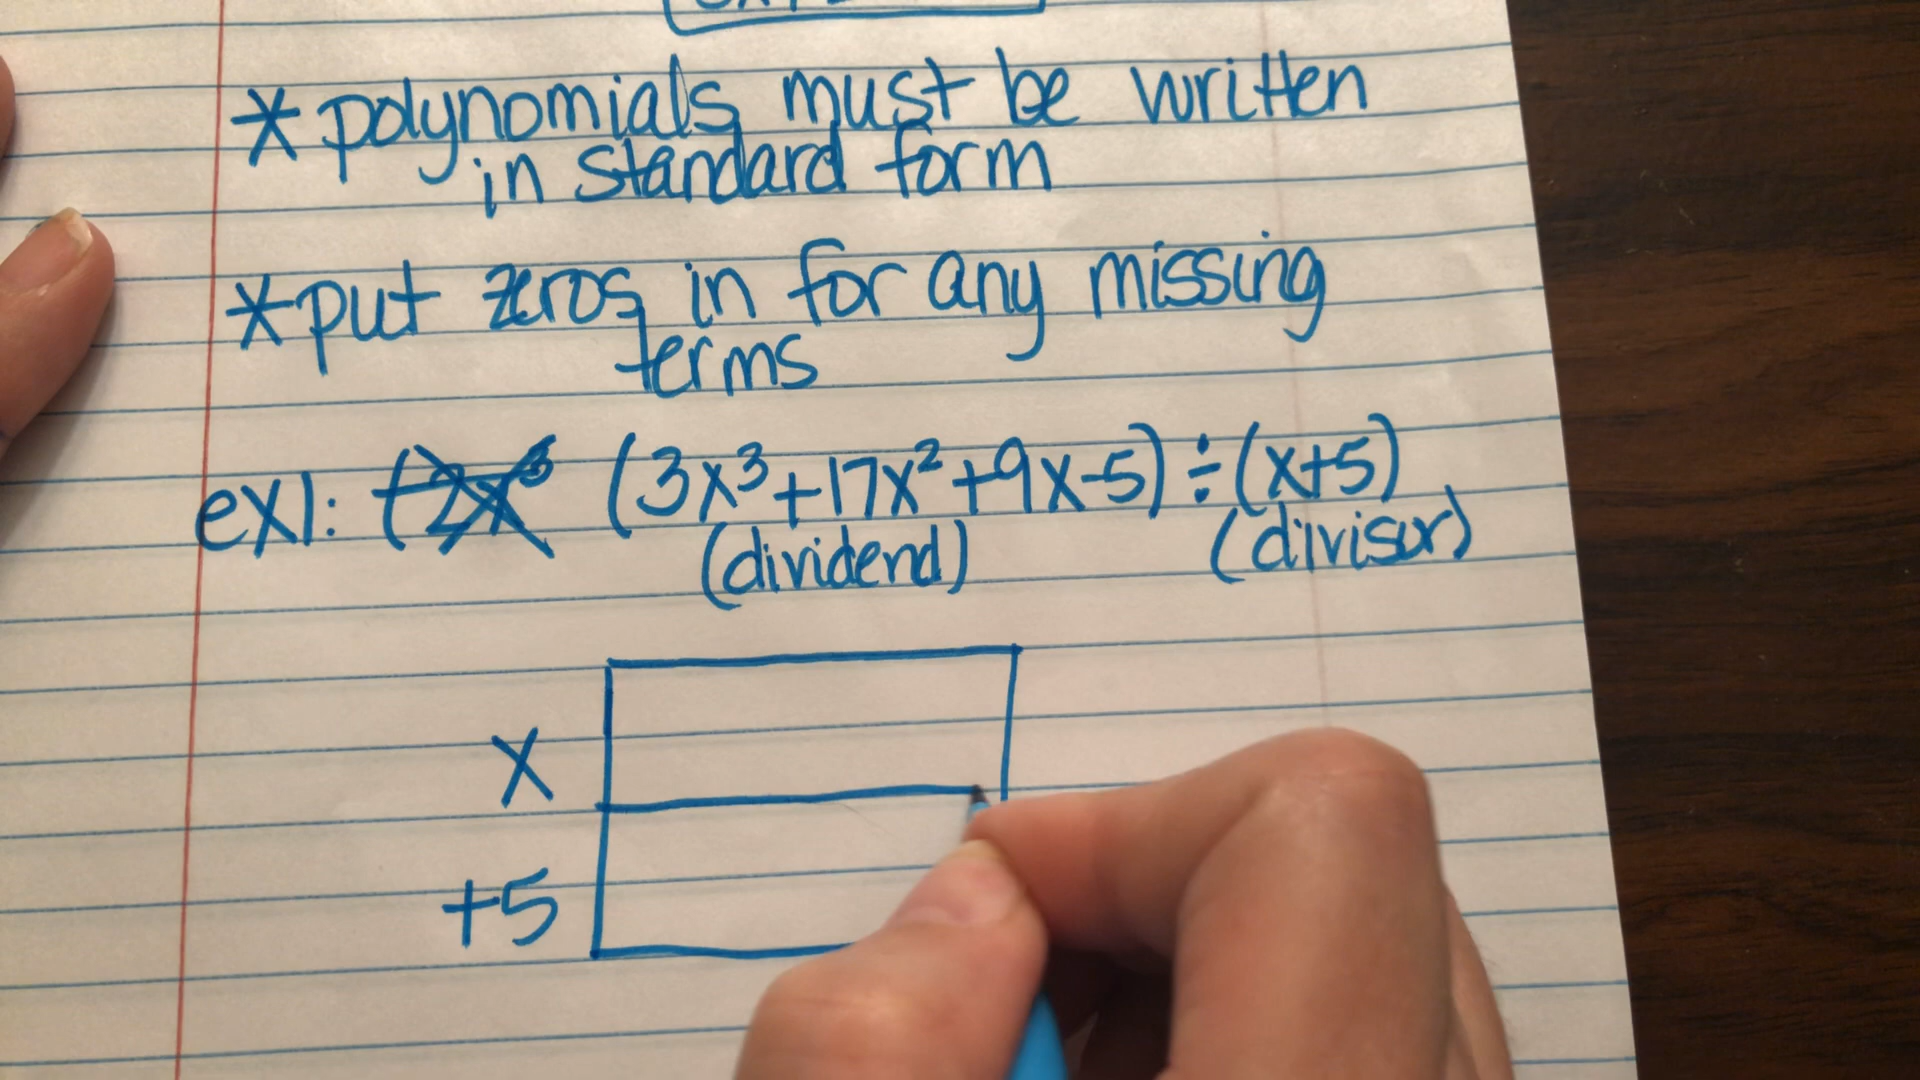 * polynomials must be written
in standard form
* put zeros in for any missing
terms
ex1: (3x³+17x²+9x-5) ÷ (x+5)
(dividend) (divisor)
x
+5